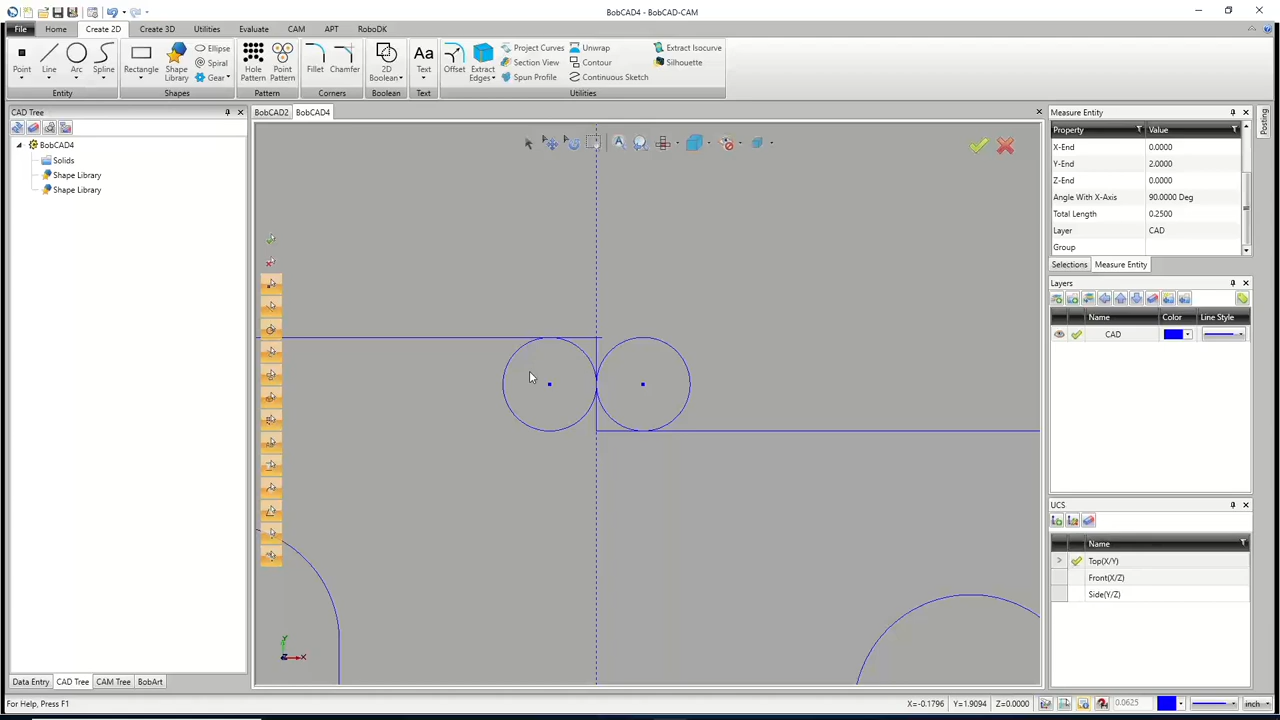 BobCAD4 - BobCAD-CAM
File Home Create 2D Create 3D Utilities Evaluate CAM APT RoboDK
Point Line Arc Spline Rectangle Shape Library Ellipse Spiral Gear Hole Pattern Point Pattern Fillet Chamfer 2D Boolean Text Offset Extract Edges Project Curves Section View Spun Profile Unwrap Contour Continuous Sketch Extract Isocurve Silhouette
Entity Shapes Pattern Corners Boolean Text Utilities
CAD Tree
BobCAD4
Solids
Shape Library
Shape Library
BobCAD2 BobCAD4
Measure Entity
Property Value
X-End 0.0000
Y-End 2.0000
Z-End 0.0000
Angle With X-Axis 90.0000 Deg
Total Length 0.2500
Layer CAD
Group
Selections Measure Entity
Layers
Name Color Line Style
CAD
UCS
Name
Top(X/Y)
Front(X/Z)
Side(Y/Z)
Posting
Y
Z X
Data Entry CAD Tree CAM Tree BobArt
For Help, Press F1
X=-0.1796 Y=1.9094 Z=0.0000 0.0625 inch